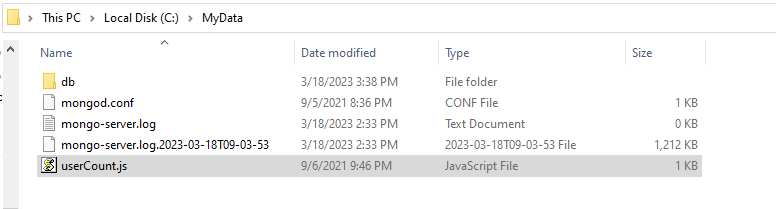 This PC > Local Disk (C:) > MyData
Name Date modified Type Size
db 3/18/2023 3:38 PM File folder
mongod.conf 9/5/2021 8:36 PM CONF File 1 KB
mongo-server.log 3/18/2023 2:33 PM Text Document 0 KB
mongo-server.log.2023-03-18T09-03-53 3/18/2023 2:33 PM 2023-03-18T09-03-53 File 1,212 KB
userCount.js 9/6/2021 9:46 PM JavaScript File 1 KB